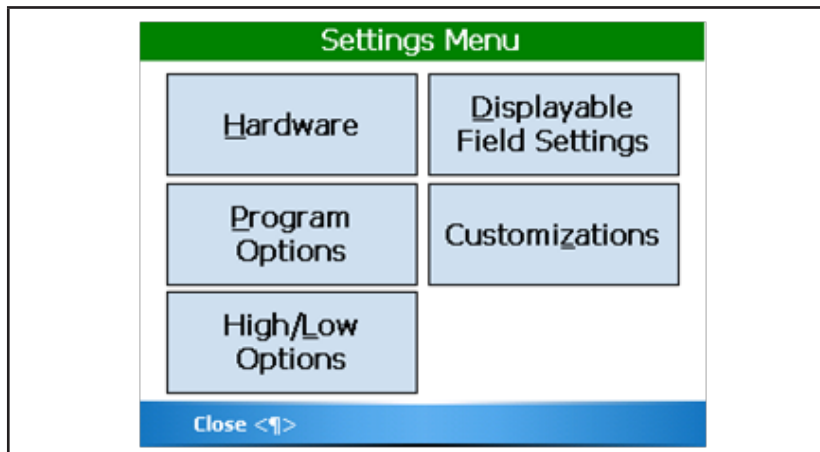 Settings Menu
Hardware
Displayable
Field Settings
Program
Options
Customizations
High/Low
Options
Close <¶>